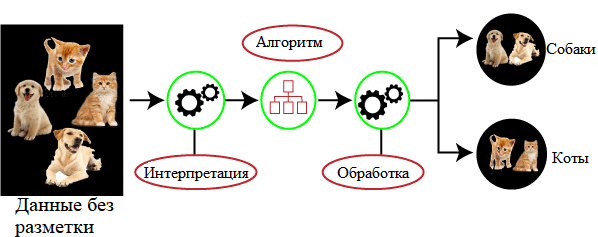 Алгоритм
Собаки
Интерпретация
Обработка
Коты
Данные без
разметки